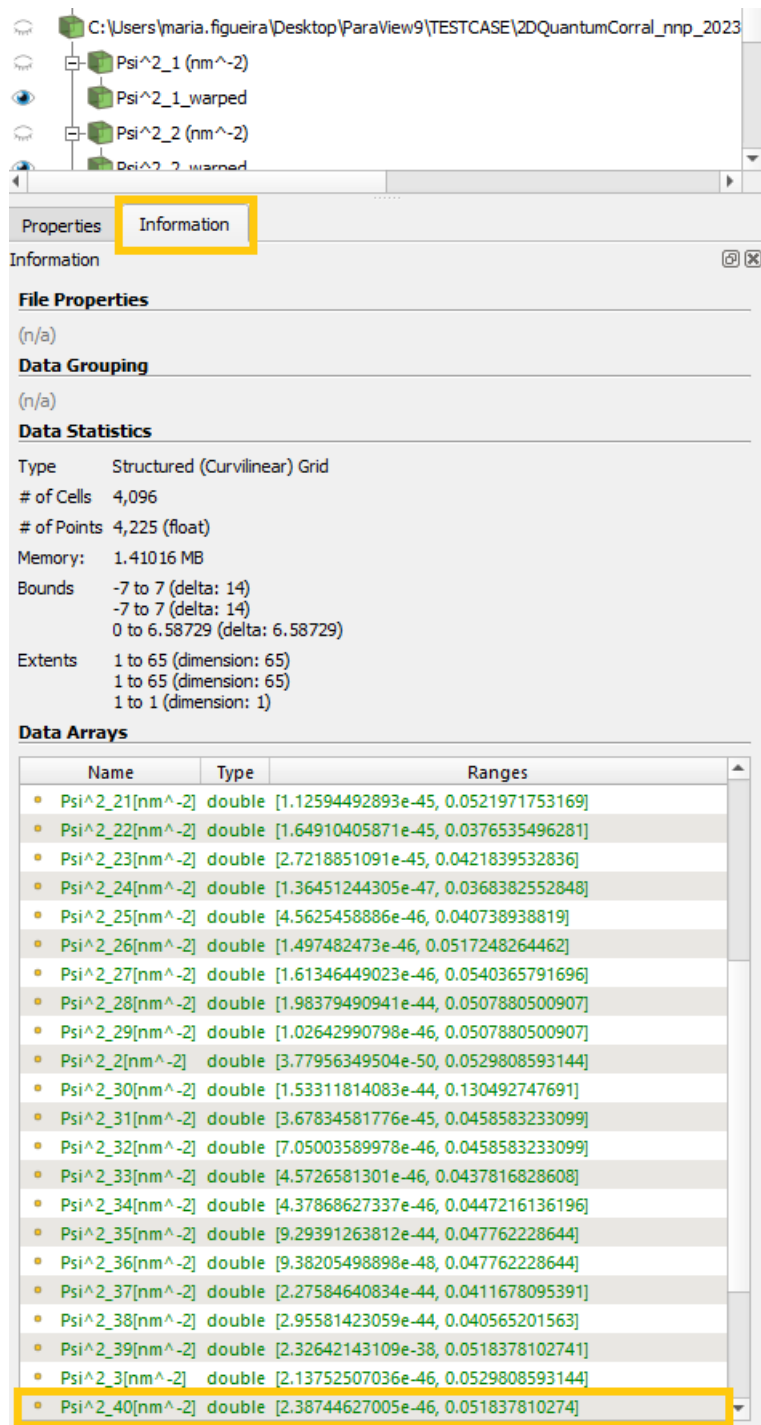 C:\Users\maria.figueira\Desktop\ParaView9\TESTCASE\2DQuantumCorral_nnp_2023
Psi^2_1 (nm^-2)
Psi^2_1_warped
Psi^2_2 (nm^-2)
Psi^2_2_warped
Properties Information
Information
File Properties
(n/a)
Data Grouping
(n/a)
Data Statistics
Type Structured (Curvilinear) Grid
# of Cells 4,096
# of Points 4,225 (float)
Memory: 1.41016 MB
Bounds -7 to 7 (delta: 14)
-7 to 7 (delta: 14)
0 to 6.58729 (delta: 6.58729)
Extents 1 to 65 (dimension: 65)
1 to 65 (dimension: 65)
1 to 1 (dimension: 1)
Data Arrays
Name Type Ranges
Psi^2_21[nm^-2] double [1.12594492893e-45, 0.0521971753169]
Psi^2_22[nm^-2] double [1.64910405871e-45, 0.0376535496281]
Psi^2_23[nm^-2] double [2.7218851091e-45, 0.0421839532836]
Psi^2_24[nm^-2] double [1.36451244305e-47, 0.0368382552848]
Psi^2_25[nm^-2] double [4.5625458886e-46, 0.040738938819]
Psi^2_26[nm^-2] double [1.497482473e-46, 0.0517248264462]
Psi^2_27[nm^-2] double [1.61346449023e-46, 0.0540365791696]
Psi^2_28[nm^-2] double [1.98379490941e-44, 0.0507880500907]
Psi^2_29[nm^-2] double [1.02642990798e-46, 0.0507880500907]
Psi^2_2[nm^-2] double [3.77956349504e-50, 0.0529808593144]
Psi^2_30[nm^-2] double [1.53311814083e-44, 0.130492747691]
Psi^2_31[nm^-2] double [3.67834581776e-45, 0.0458583233099]
Psi^2_32[nm^-2] double [7.05003589978e-46, 0.0458583233099]
Psi^2_33[nm^-2] double [4.5726581301e-46, 0.0437816828608]
Psi^2_34[nm^-2] double [4.37868627337e-46, 0.0447216136196]
Psi^2_35[nm^-2] double [9.29391263812e-44, 0.047762228644]
Psi^2_36[nm^-2] double [9.38205498898e-48, 0.047762228644]
Psi^2_37[nm^-2] double [2.27584640834e-44, 0.0411678095391]
Psi^2_38[nm^-2] double [2.95581423059e-44, 0.040565201563]
Psi^2_39[nm^-2] double [2.32642143109e-38, 0.0518378102741]
Psi^2_3[nm^-2] double [2.13752507036e-46, 0.0529808593144]
Psi^2_40[nm^-2] double [2.38744627005e-46, 0.051837810274]